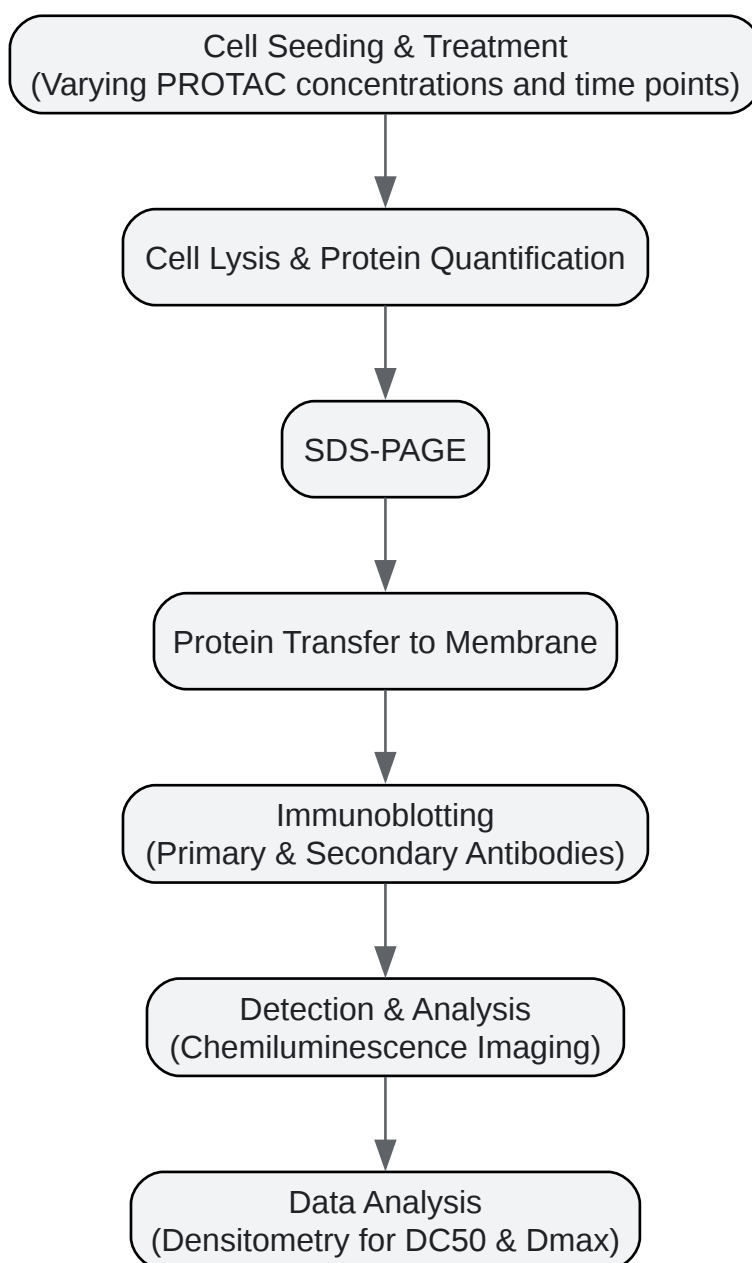 Cell Seeding & Treatment
(Varying PROTAC concentrations and time points)
Cell Lysis & Protein Quantification
SDS-PAGE
Protein Transfer to Membrane
Immunoblotting
(Primary & Secondary Antibodies)
Detection & Analysis
(Chemiluminescence Imaging)
Data Analysis
(Densitometry for DC50 & Dmax)